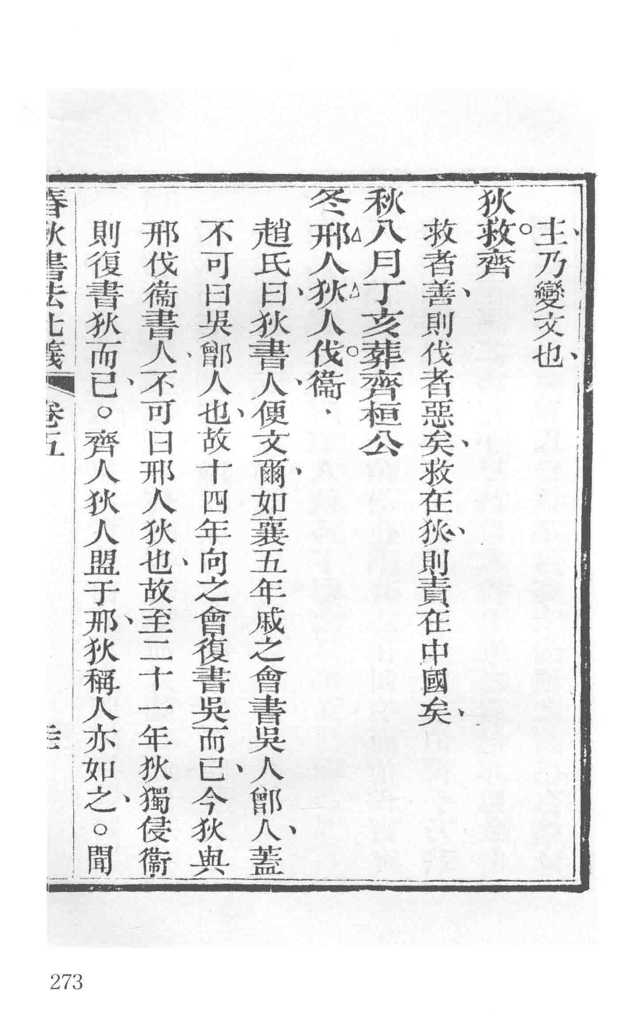 主乃變文也
狄救齊
救者善則伐者惡矣救在狄則責在中國矣
秋八月丁亥葬齊桓公
冬邢人狄人伐衞
趙氏曰狄書人便文爾如襄五年戚之會書吳人鄫人蓋
不可曰吳鄫人也故十四年向之會復書吳而已今狄與
邢伐衞書人不可曰邢人狄也故至二十一年狄獨侵衞
則復書狄而已。齊人狄人盟于邢狄稱人亦如之。聞
春秋書法比義 卷五
273